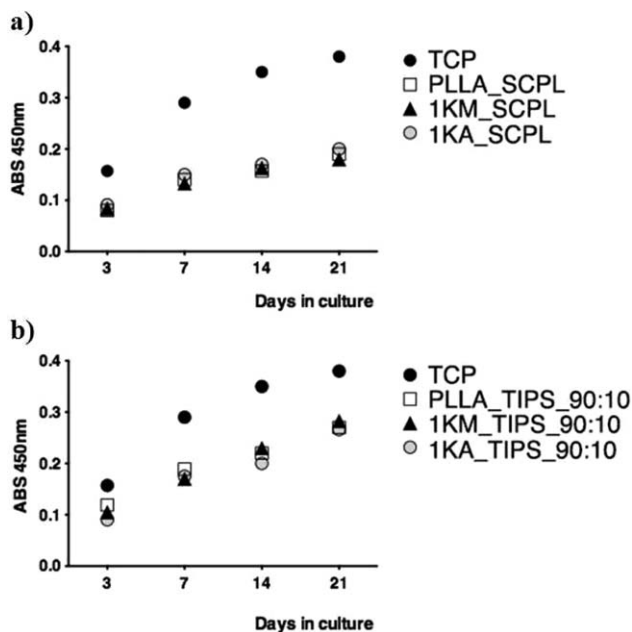 a)
ABS 450nm
0.4
0.3
0.2
0.1
0.0
3 7 14 21
Days in culture
TCP
PLLA_SCPL
1KM_SCPL
1KA_SCPL
b)
ABS 450nm
0.4
0.3
0.2
0.1
0.0
3 7 14 21
Days in culture
TCP
PLLA_TIPS_90:10
1KM_TIPS_90:10
1KA_TIPS_90:10